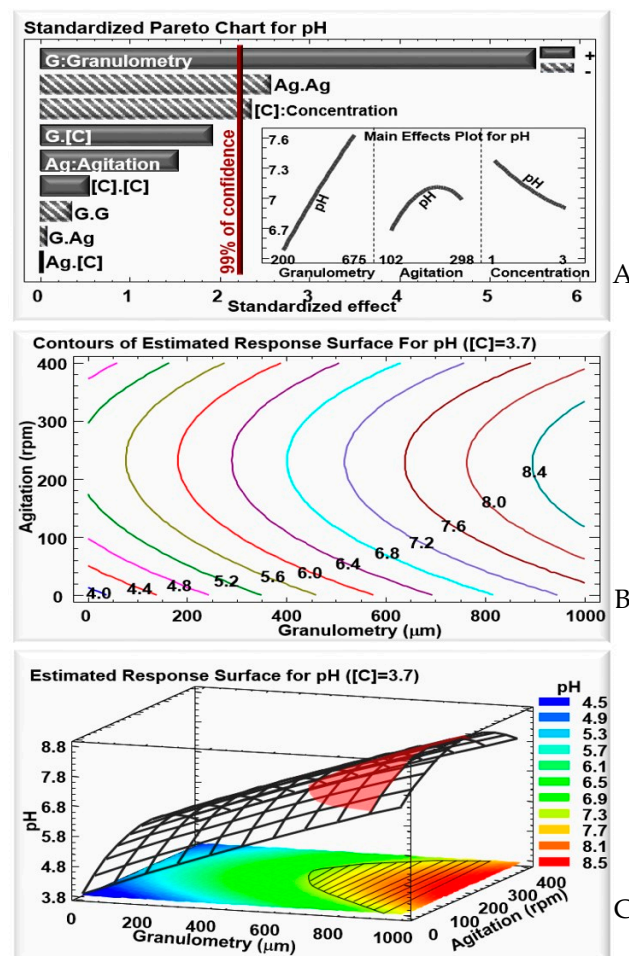 Standardized Pareto Chart for pH
G:Granulometry
+
-
Ag.Ag
[C]:Concentration
G.[C]
Ag:Agitation
[C].[C]
G.G
G.Ag
Ag.[C]
99% of confidence
Main Effects Plot for pH
7.6
7.3
7
6.7
pH pH pH
200 675 102 298 1 3
Granulometry Agitation Concentration
0 1 2 3 4 5 6
Standardized effect
A
Contours of Estimated Response Surface For pH ([C]=3.7)
400
300
200
100
0
Agitation (rpm)
4.0 4.4 4.8 5.2 5.6 6.0 6.4 6.8 7.2 7.6 8.0 8.4
0 200 400 600 800 1000
Granulometry (µm)
B
Estimated Response Surface for pH ([C]=3.7)
pH
4.5
4.9
5.3
5.7
6.1
6.5
6.9
7.3
7.7
8.1
8.5
8.8
7.8
6.8
5.8
4.8
3.8
pH
0 200 400 600 800 1000
Granulometry (µm)
0 100 200 300 400
Agitation (rpm)
C